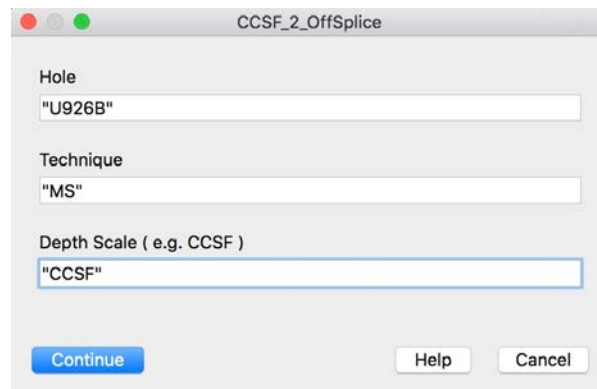 CCSF_2_OffSplice
Hole
"U926B"
Technique
"MS"
Depth Scale ( e.g. CCSF )
"CCSF"
Continue Help Cancel